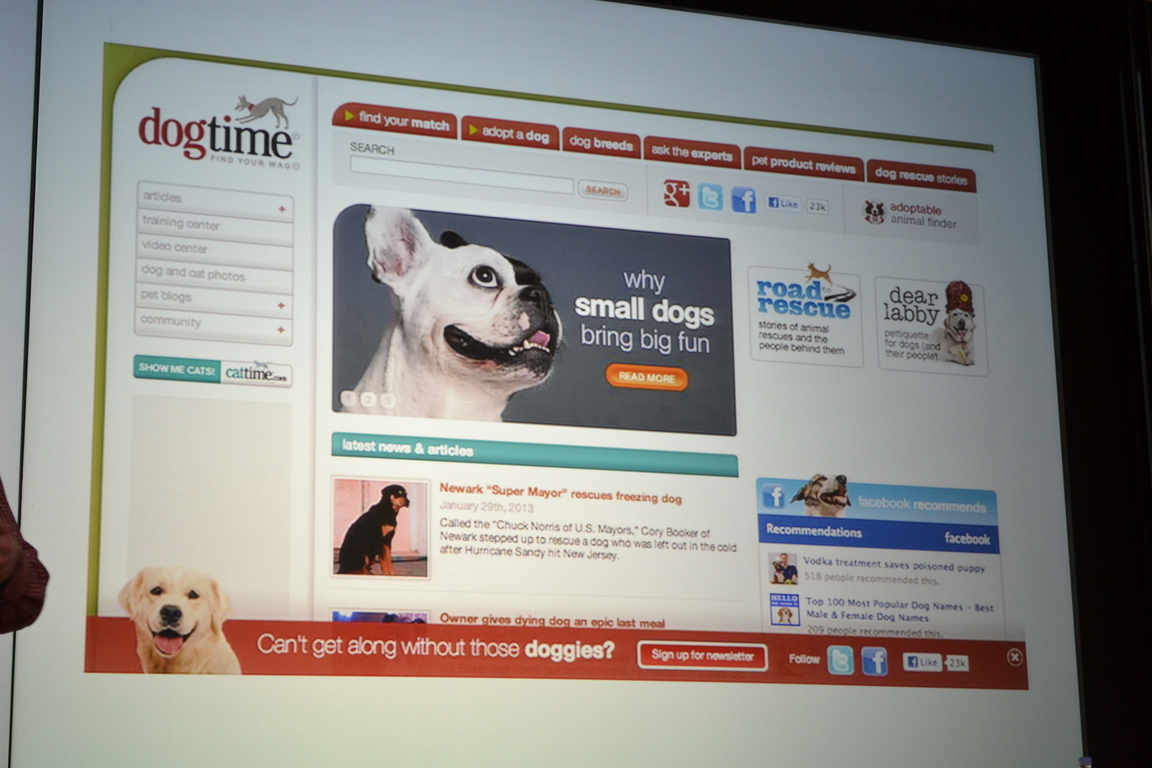 dogtime
FIND YOUR WAG
find your match
adopt a dog
dog breeds
ask the experts
pet product reviews
dog rescue stories
SEARCH
SEARCH
g+
Like
23k
adoptable
animal finder
articles
training center
video center
dog and cat photos
pet blogs
community
SHOW ME CATS!
cattime.com
why
small dogs
bring big fun
READ MORE
1 2 3
road to
rescue
stories of animal
rescues and the
people behind them
dear
labby
pettiquette
for dogs (and
their people)
latest news & articles
Newark "Super Mayor" rescues freezing dog
January 29th, 2013
Called the "Chuck Norris of U.S. Mayors," Cory Booker of
Newark stepped up to rescue a dog who was left out in the cold
after Hurricane Sandy hit New Jersey.
Owner gives dying dog an epic last meal
facebook recommends
Recommendations
facebook
Vodka treatment saves poisoned puppy
518 people recommended this.
HELLO
Top 100 Most Popular Dog Names – Best
Male & Female Dog Names
209 people recommended this.
Can't get along without those doggies?
Sign up for newsletter
Follow
Like
23k